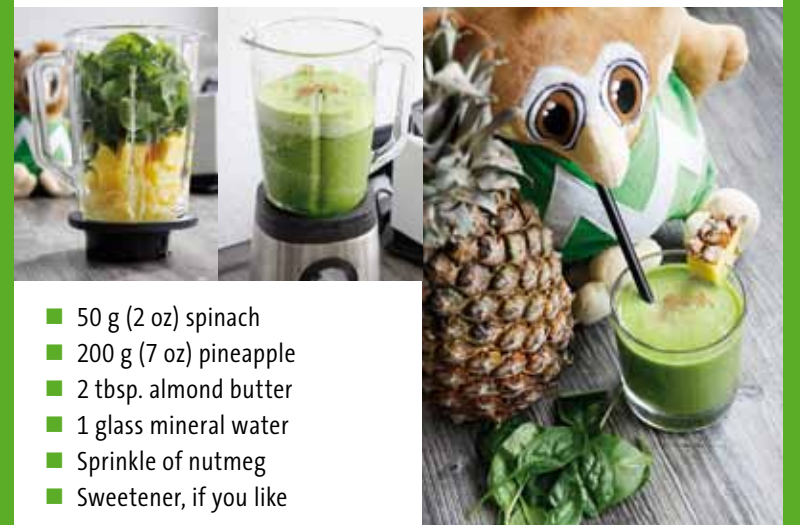 50 g (2 oz) spinach
200 g (7 oz) pineapple
2 tbsp. almond butter
1 glass mineral water
Sprinkle of nutmeg
Sweetener, if you like